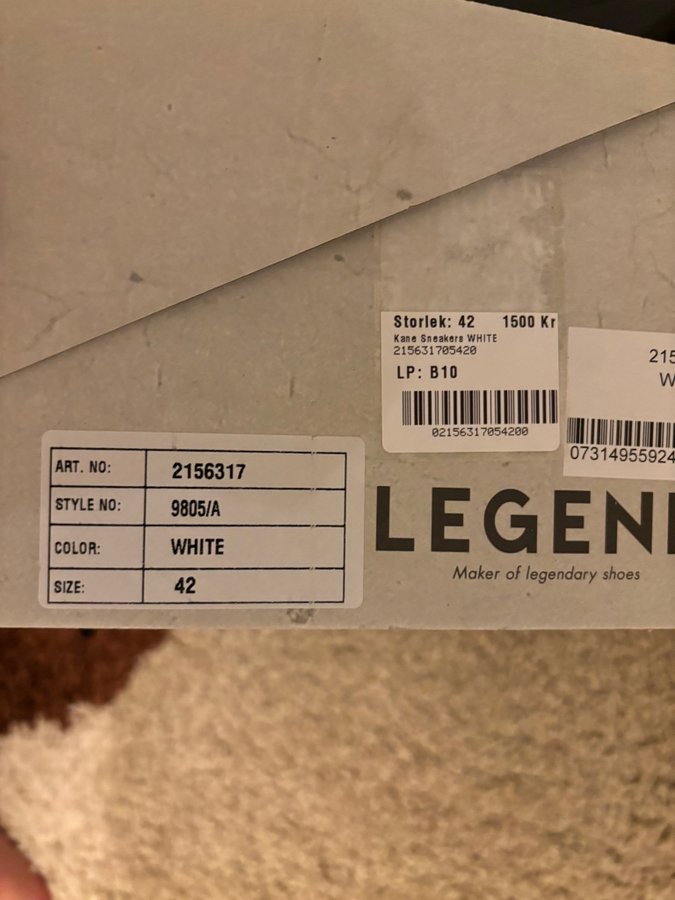 Storlek: 42 1500 Kr
Kane Sneakers WHITE
215631705420
LP: B10
02156317054200
215
W
0731495592
ART. NO: 2156317
STYLE NO: 9805/A
COLOR: WHITE
SIZE: 42
LEGEN
Maker of legendary shoes